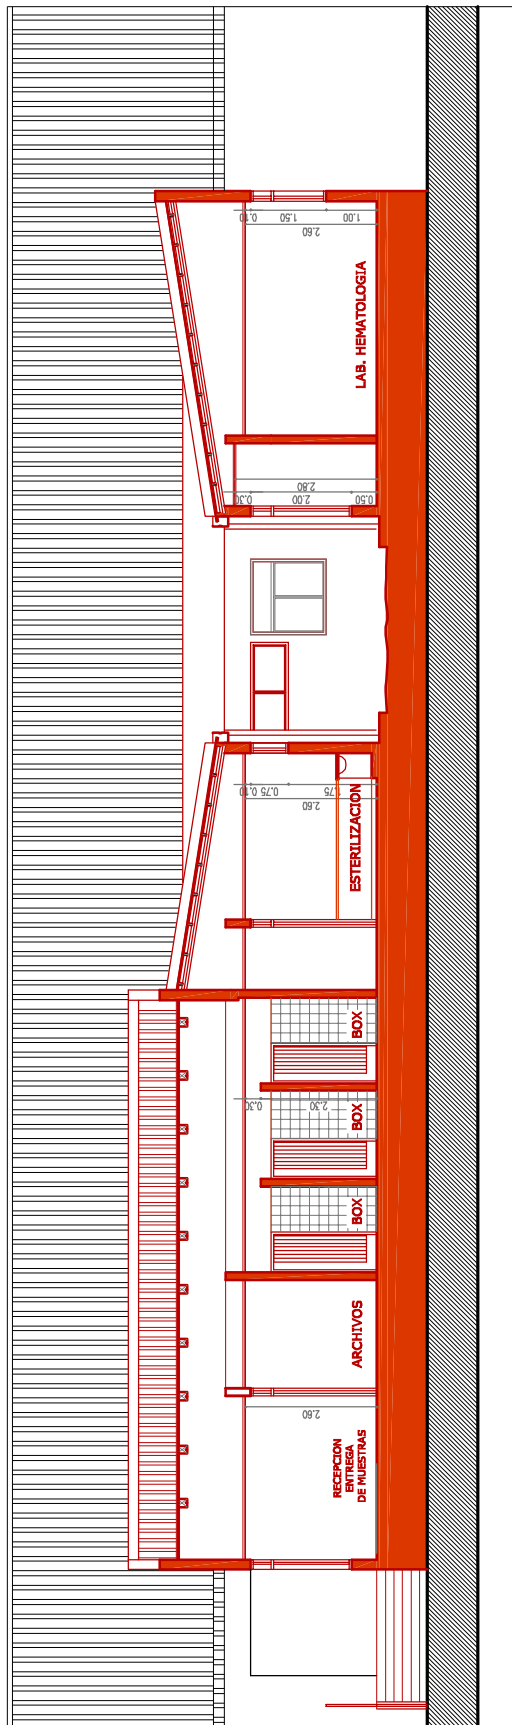 RECEPCION
ENTREGA
DE MUESTRAS
2.60
ARCHIVOS
BOX
BOX
0.30 2.30
BOX
ESTERILIZACION
2.60
0.10 0.75 1.75
0.30 2.00 0.50
2.80
LAB. HEMATOLOGIA
2.60
0.10 1.50 1.00